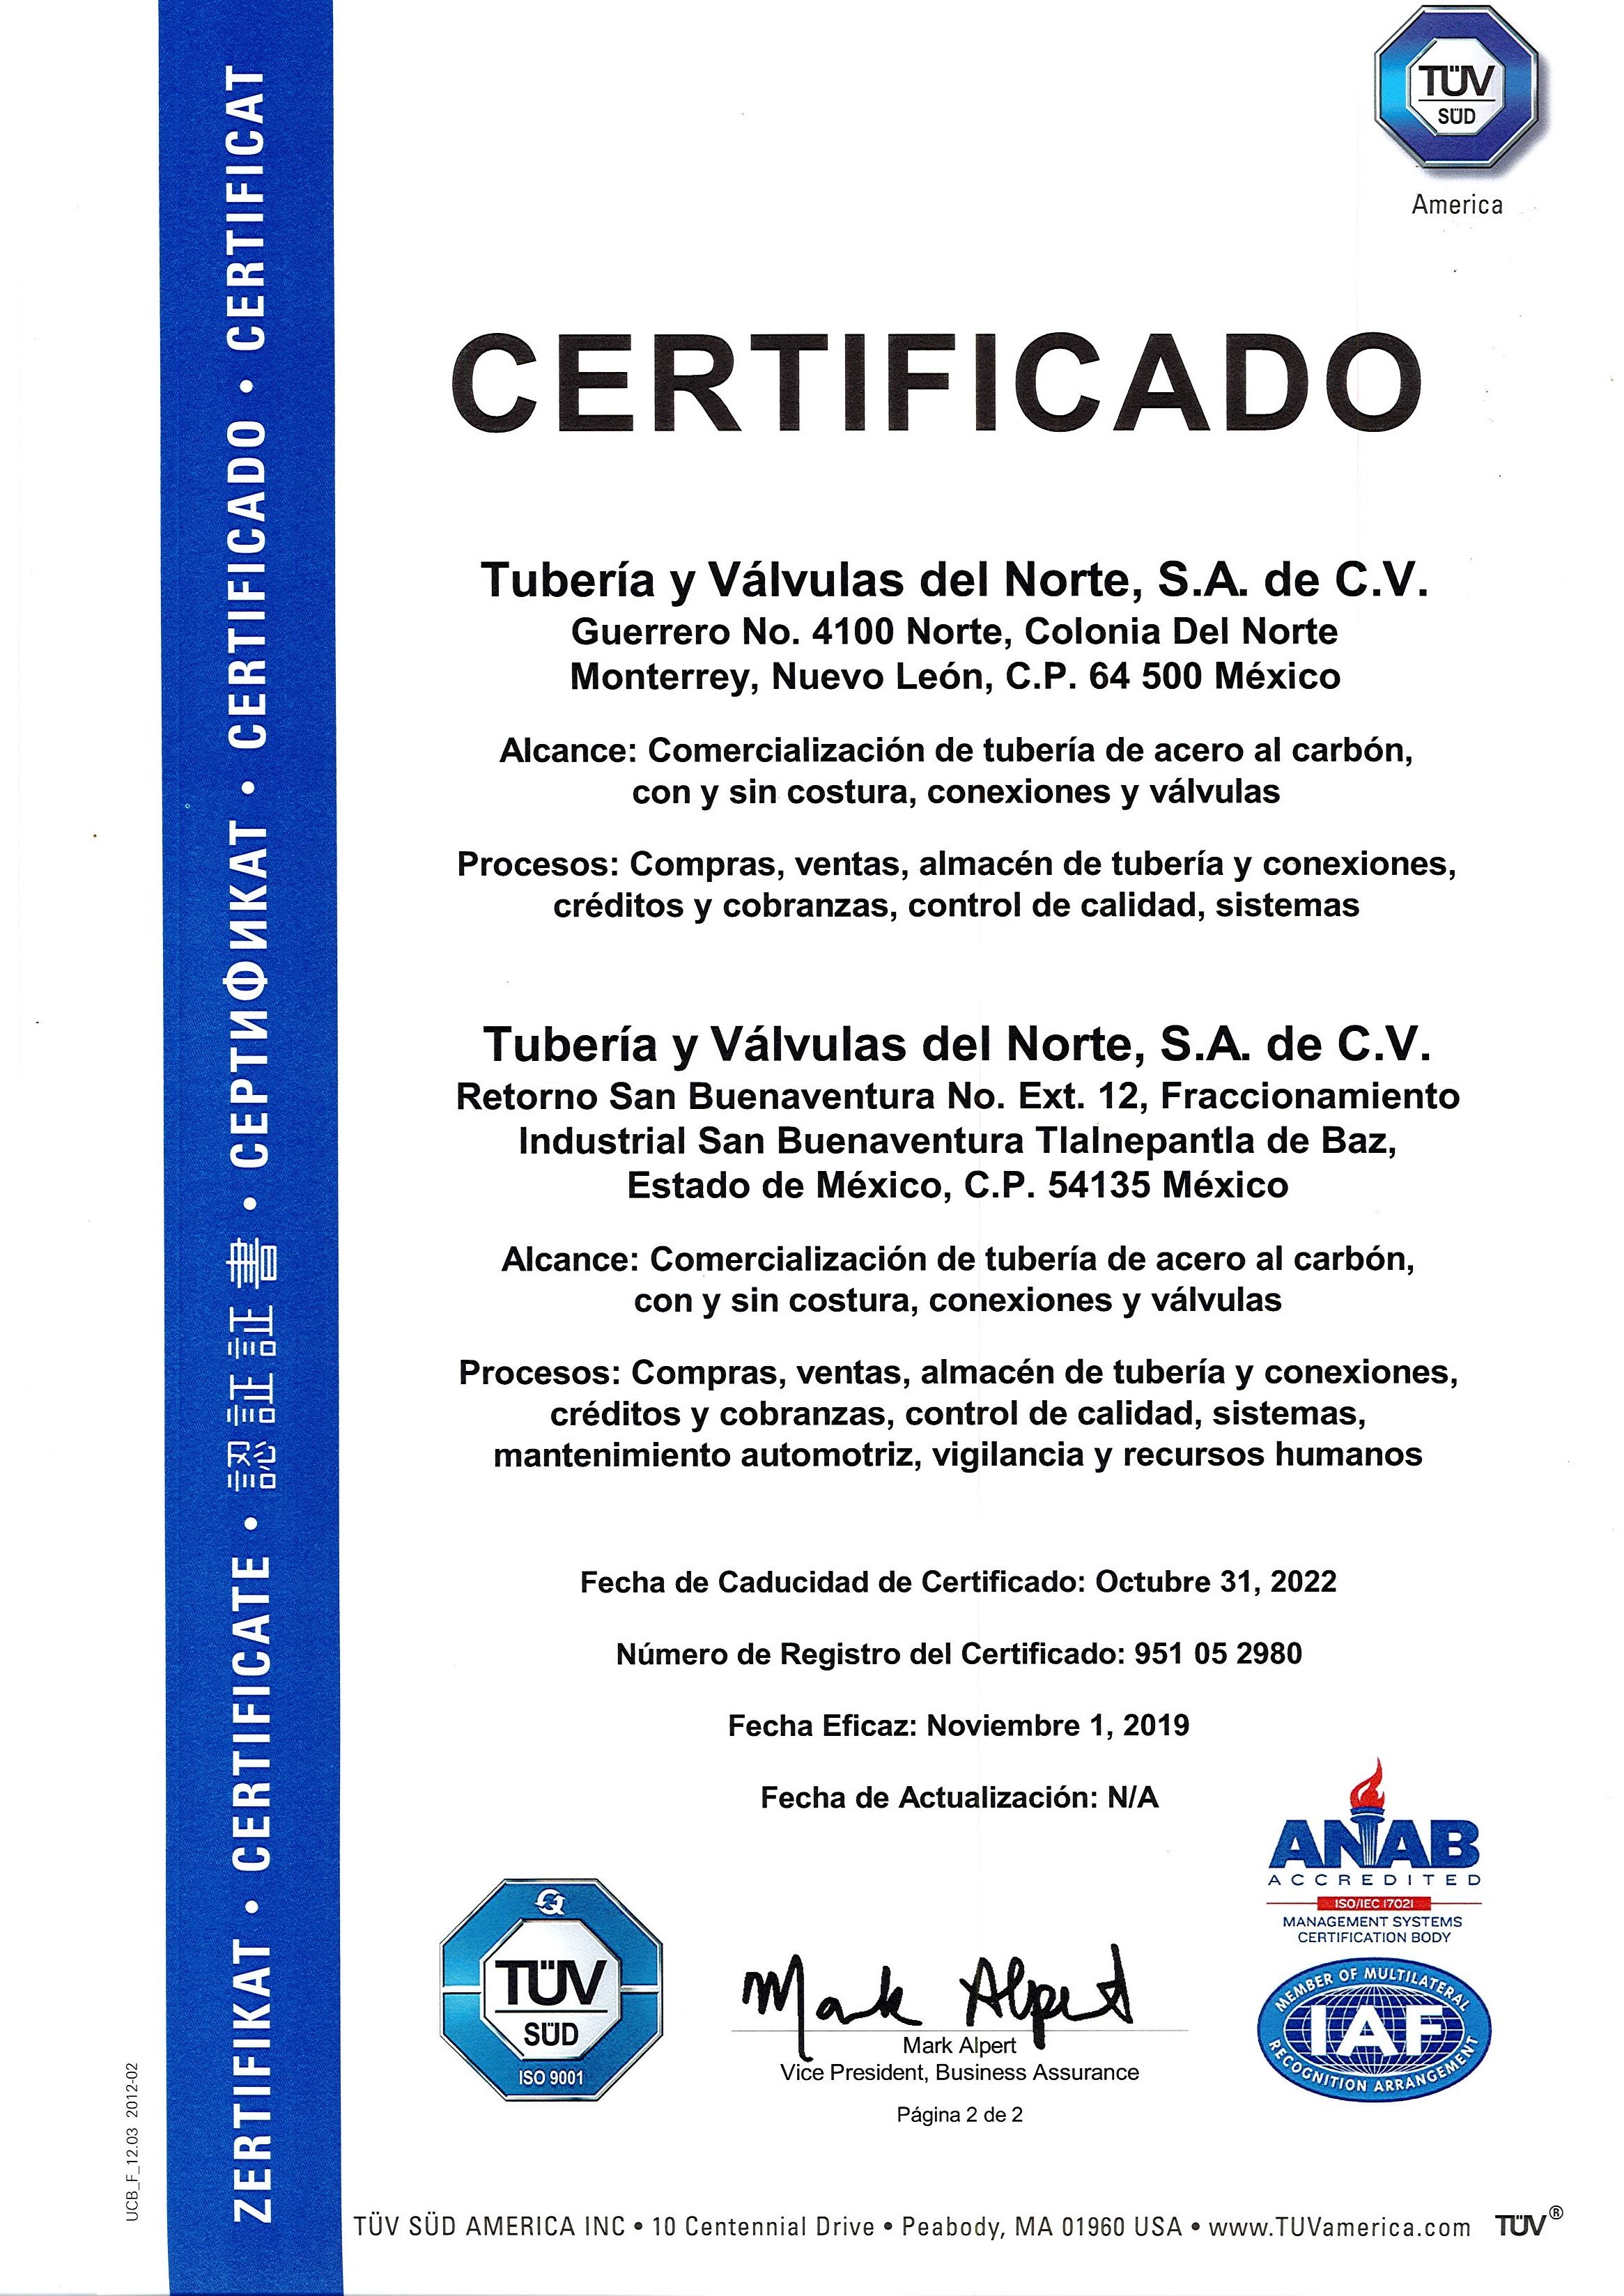 TÜV
SÜD
America
CERTIFICADO
Tubería y Válvulas del Norte, S.A. de C.V.
Guerrero No. 4100 Norte, Colonia Del Norte
Monterrey, Nuevo León, C.P. 64 500 México
Alcance: Comercialización de tubería de acero al carbón,
con y sin costura, conexiones y válvulas
Procesos: Compras, ventas, almacén de tubería y conexiones,
créditos y cobranzas, control de calidad, sistemas
Tubería y Válvulas del Norte, S.A. de C.V.
Retorno San Buenaventura No. Ext. 12, Fraccionamiento
Industrial San Buenaventura Tlalnepantla de Baz,
Estado de México, C.P. 54135 México
Alcance: Comercialización de tubería de acero al carbón,
con y sin costura, conexiones y válvulas
Procesos: Compras, ventas, almacén de tubería y conexiones,
créditos y cobranzas, control de calidad, sistemas,
mantenimiento automotriz, vigilancia y recursos humanos
Fecha de Caducidad de Certificado: Octubre 31, 2022
Número de Registro del Certificado: 951 05 2980
Fecha Eficaz: Noviembre 1, 2019
Fecha de Actualización: N/A
ANAB
ACCREDITED
ISO/IEC 17021
MANAGEMENT SYSTEMS
CERTIFICATION BODY
MEMBER OF MULTILATERAL
IAF
RECOGNITION ARRANGEMENT
TÜV
SÜD
ISO 9001
Mark Alpert
Mark Alpert
Vice President, Business Assurance
Página 2 de 2
TÜV SÜD AMERICA INC • 10 Centennial Drive • Peabody, MA 01960 USA • www.TUVamerica.com TÜV®
ZERTIFIKAT • CERTIFICATE • 認証証書 • СЕРТИФИКАТ • CERTIFICADO • CERTIFICAT
UCB_F_12.03 2012-02